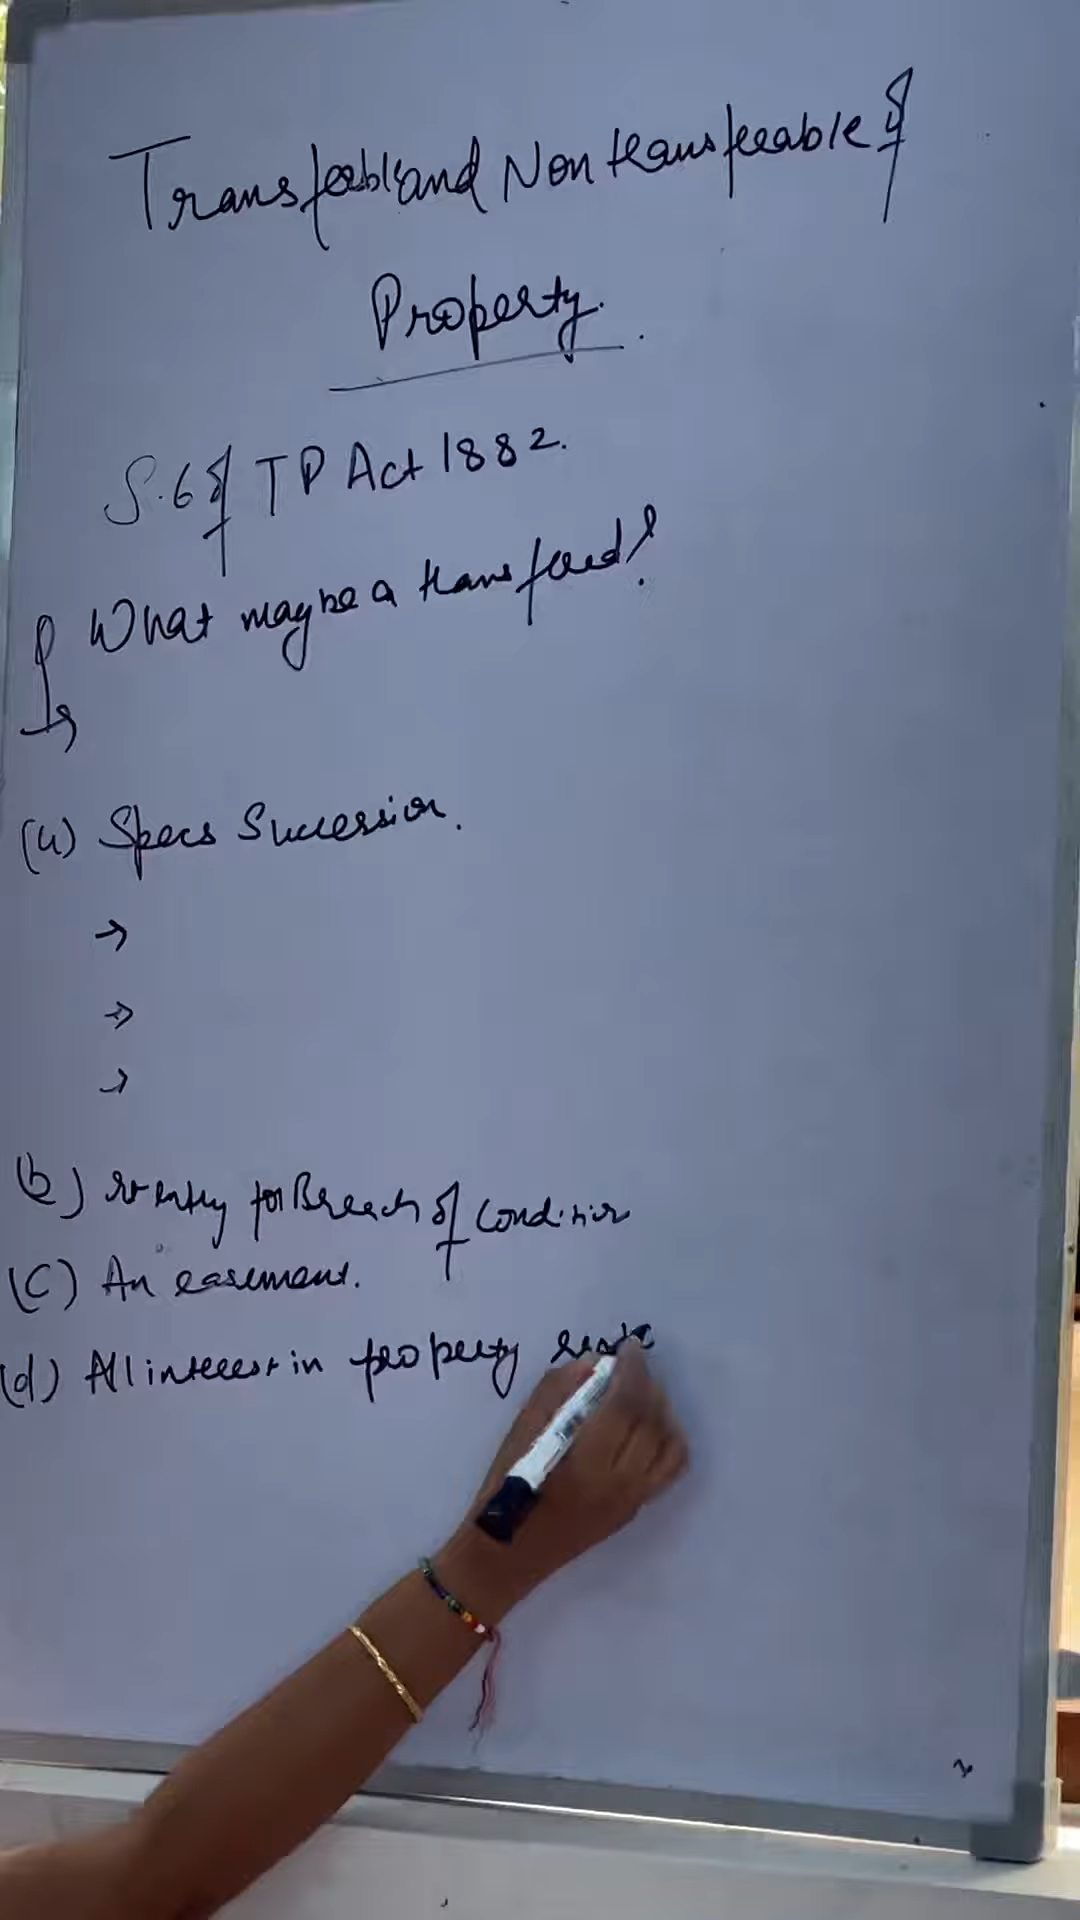 Transferable and Non transferable of
Property.
S.6 of TP Act 1882.
What may be a transfered?
(a) Specs Succession.
→
→
→
(b) re entry for Breach of Condition
(C) An easement.
(d) All interest in property